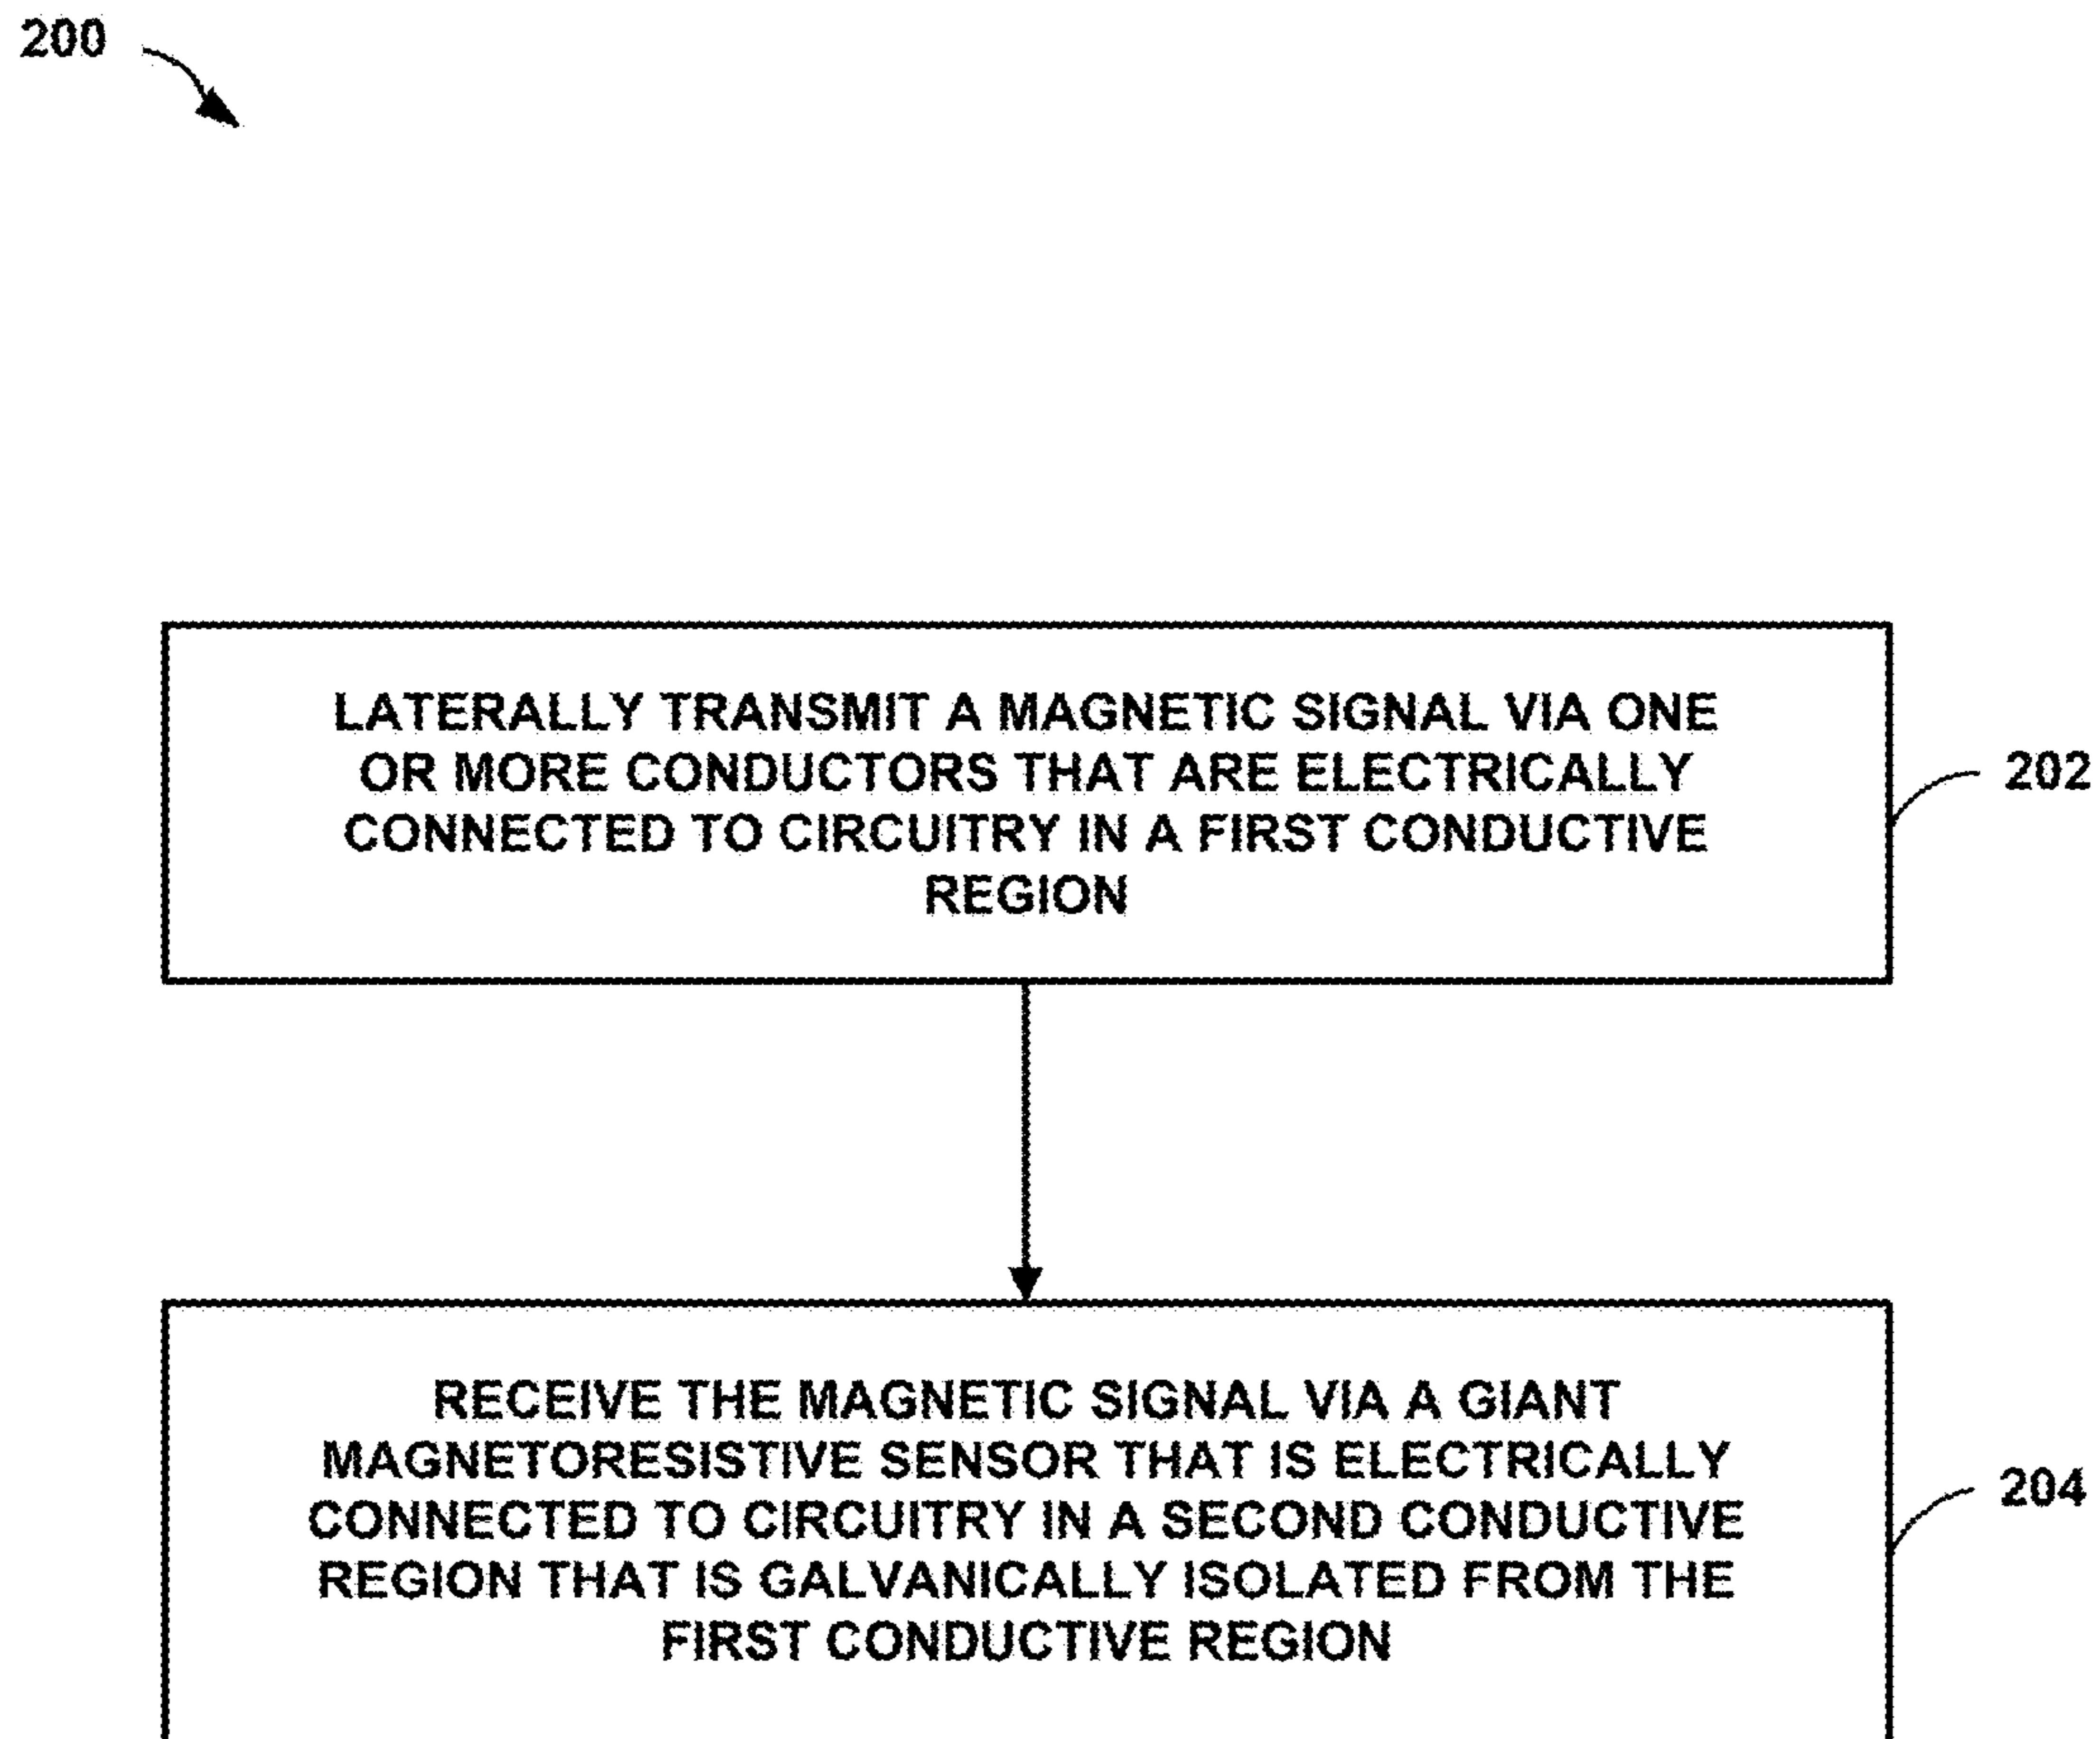 200
LATERALLY TRANSMIT A MAGNETIC SIGNAL VIA ONE
OR MORE CONDUCTORS THAT ARE ELECTRICALLY
CONNECTED TO CIRCUITRY IN A FIRST CONDUCTIVE
REGION
202
RECEIVE THE MAGNETIC SIGNAL VIA A GIANT
MAGNETORESISTIVE SENSOR THAT IS ELECTRICALLY
CONNECTED TO CIRCUITRY IN A SECOND CONDUCTIVE
REGION THAT IS GALVANICALLY ISOLATED FROM THE
FIRST CONDUCTIVE REGION
204